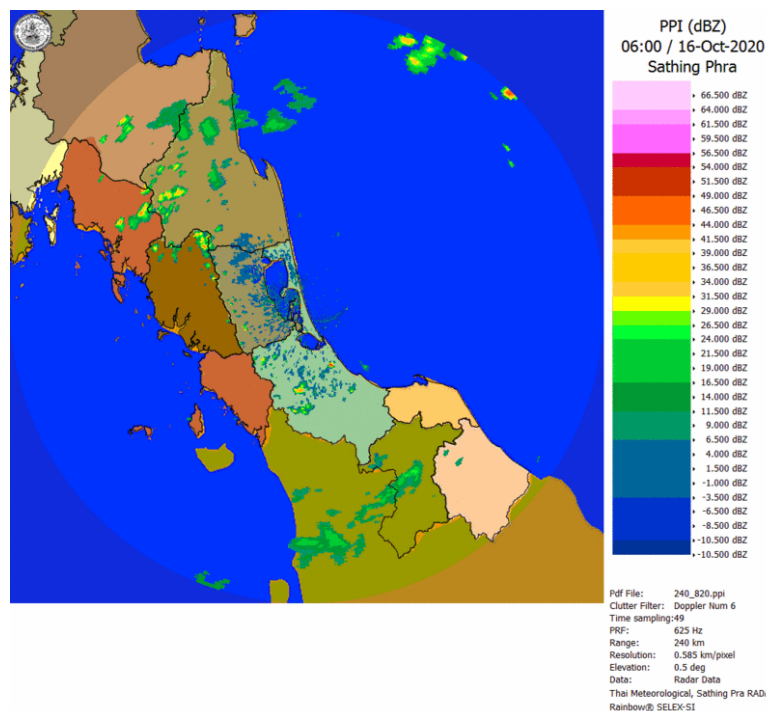 PPI (dBZ)
06:00 / 16-Oct-2020
Sathing Phra
66.500 dBZ
64.000 dBZ
61.500 dBZ
59.500 dBZ
56.500 dBZ
54.000 dBZ
51.500 dBZ
49.000 dBZ
46.500 dBZ
44.000 dBZ
41.500 dBZ
39.000 dBZ
36.500 dBZ
34.000 dBZ
31.500 dBZ
29.000 dBZ
26.500 dBZ
24.000 dBZ
21.500 dBZ
19.000 dBZ
16.500 dBZ
14.000 dBZ
11.500 dBZ
9.000 dBZ
6.500 dBZ
4.000 dBZ
1.500 dBZ
-1.000 dBZ
-3.500 dBZ
-6.500 dBZ
-8.500 dBZ
-10.500 dBZ
-10.500 dBZ
Pdf File: 240_820.ppi
Clutter Filter: Doppler Num 6
Time sampling:49
PRF: 625 Hz
Range: 240 km
Resolution: 0.585 km/pixel
Elevation: 0.5 deg
Data: Radar Data
Thai Meteorological, Sathing Pra RAD
Rainbow® SELEX-SI